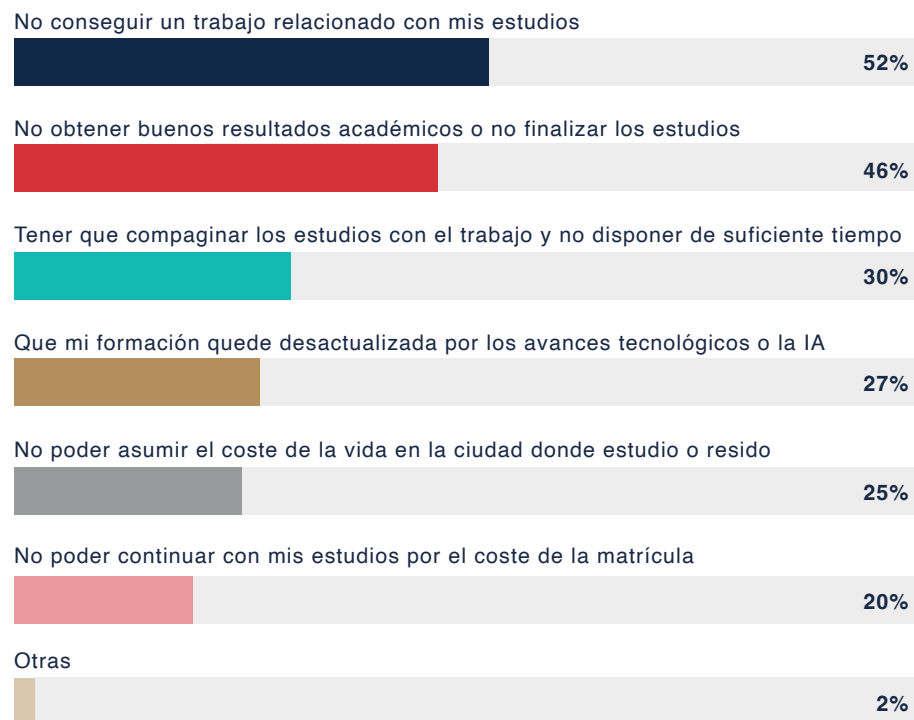 No conseguir un trabajo relacionado con mis estudios
52%
No obtener buenos resultados académicos o no finalizar los estudios
46%
Tener que compaginar los estudios con el trabajo y no disponer de suficiente tiempo
30%
Que mi formación quede desactualizada por los avances tecnológicos o la IA
27%
No poder asumir el coste de la vida en la ciudad donde estudio o resido
25%
No poder continuar con mis estudios por el coste de la matrícula
20%
Otras
2%